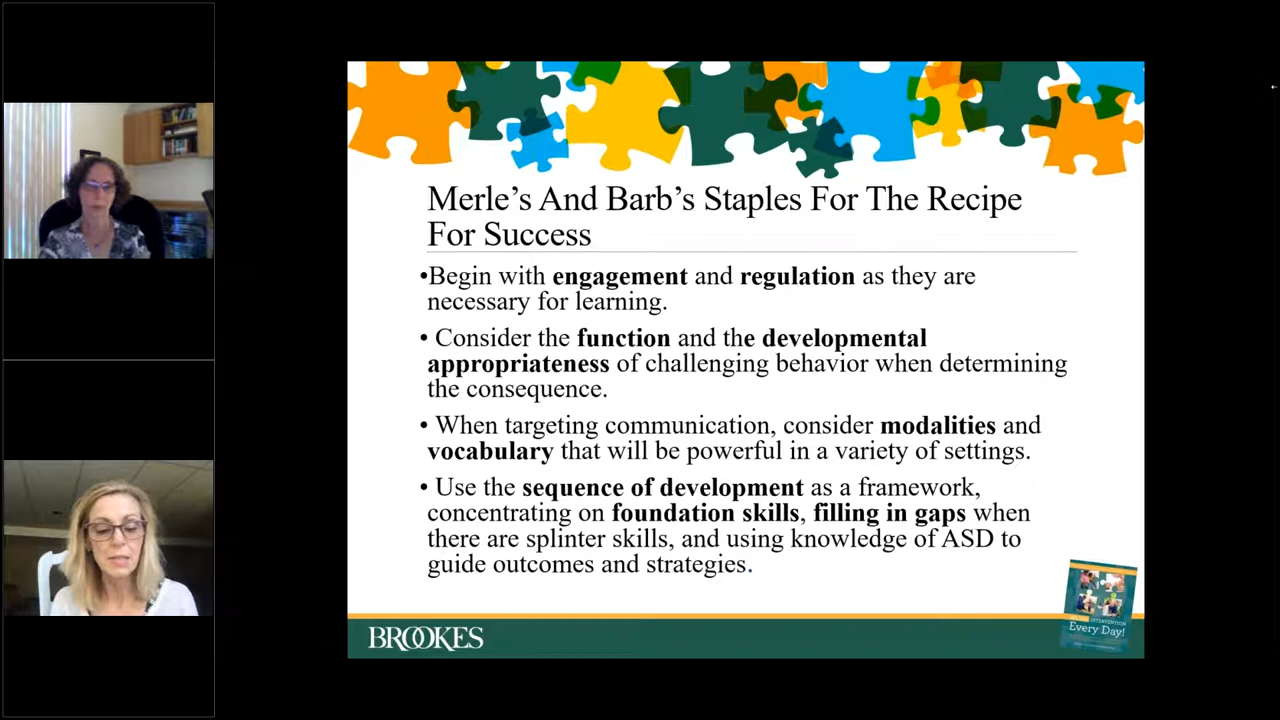 Merle’s And Barb’s Staples For The Recipe
For Success
•Begin with engagement and regulation as they are
necessary for learning.
• Consider the function and the developmental
appropriateness of challenging behavior when determining
the consequence.
• When targeting communication, consider modalities and
vocabulary that will be powerful in a variety of settings.
• Use the sequence of development as a framework,
concentrating on foundation skills, filling in gaps when
there are splinter skills, and using knowledge of ASD to
guide outcomes and strategies.
BROOKES
INTERVENTION
Every Day!